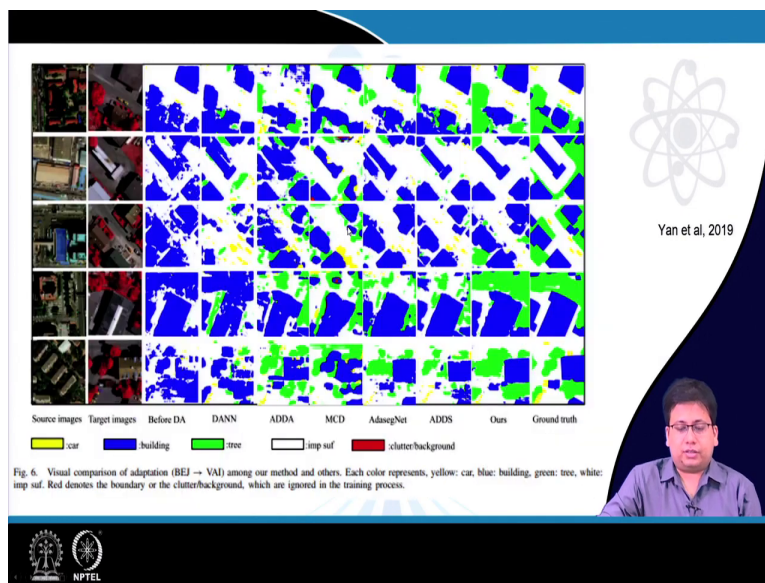 Yan et al, 2019
Source images Target images Before DA DANN ADDA MCD AdasegNet ADDS Ours Ground truth
:car :building :tree :imp suf :clutter/background
Fig. 6. Visual comparison of adaptation (BEJ → VAI) among our method and others. Each color represents, yellow: car, blue: building, green: tree, white:
imp suf. Red denotes the boundary or the clutter/background, which are ignored in the training process.
NPTEL